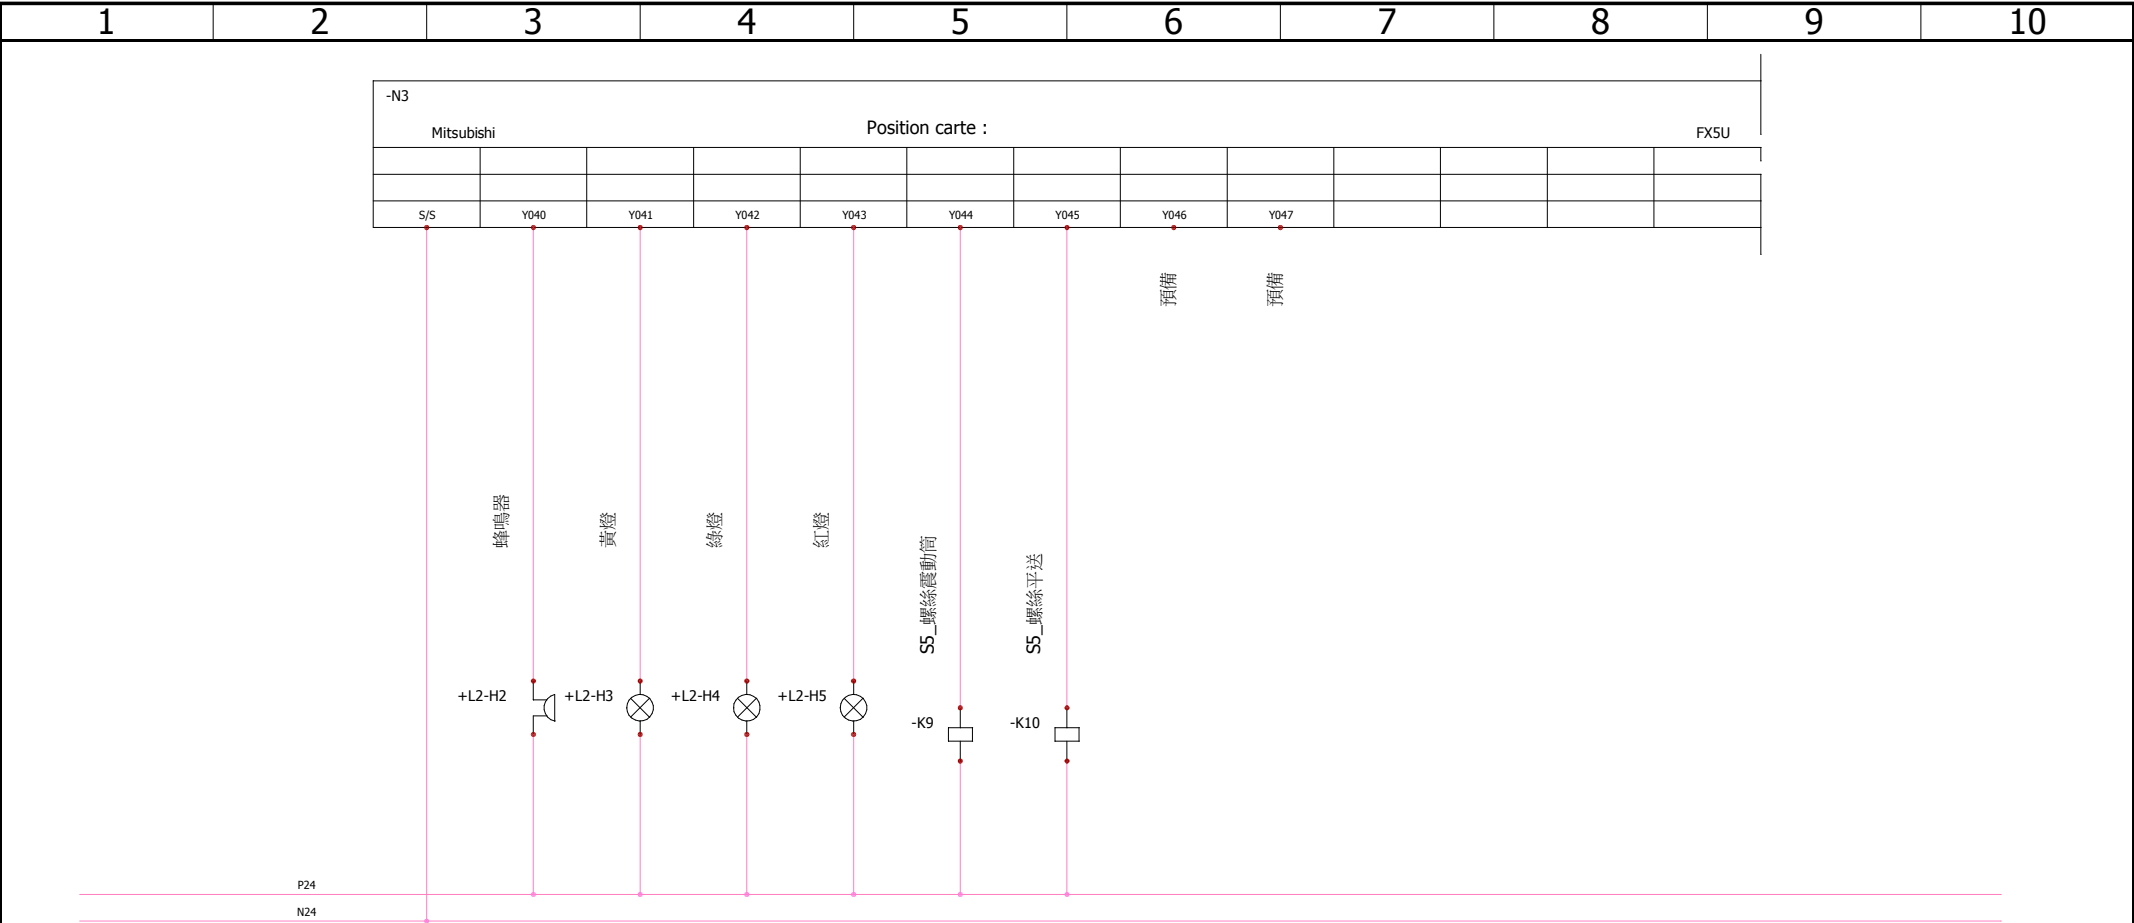 1 2 3 4 5 6 7 8 9 10
-N3
Mitsubishi Position carte : FX5U
S/S Y040 Y041 Y042 Y043 Y044 Y045 Y046 Y047
預備
預備
蜂鳴器
黃燈
綠燈
紅燈
S5_螺絲震動筒
S5_螺絲平送
+L2-H2 +L2-H3 +L2-H4 +L2-H5
-K9 -K10
P24
N24